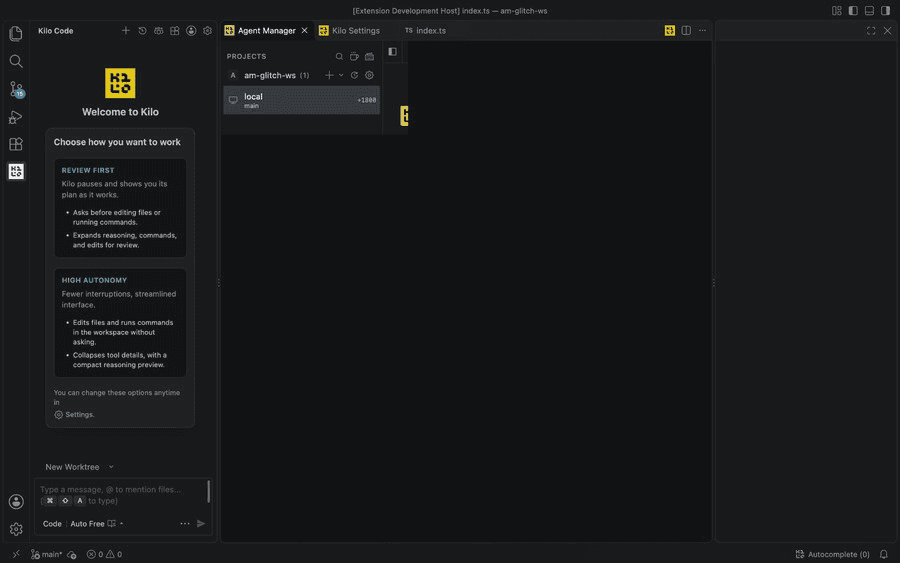 [Extension Development Host] index.ts — am-glitch-ws
Kilo Code
Agent Manager
Kilo Settings
TS index.ts
PROJECTS
A am-glitch-ws (1)
local
main
+1800
Welcome to Kilo
Choose how you want to work
REVIEW FIRST
Kilo pauses and shows you its
plan as it works.
• Asks before editing files or
running commands.
• Expands reasoning, commands,
and edits for review.
HIGH AUTONOMY
Fewer interruptions, streamlined
interface.
• Edits files and runs commands
in the workspace without
asking.
• Collapses tool details, with a
compact reasoning preview.
You can change these options anytime
in
Settings.
New Worktree
Type a message, @ to mention files...
(⌘ ⇧ A to type)
Code Auto Free
15
main*
0 0
Autocomplete (0)